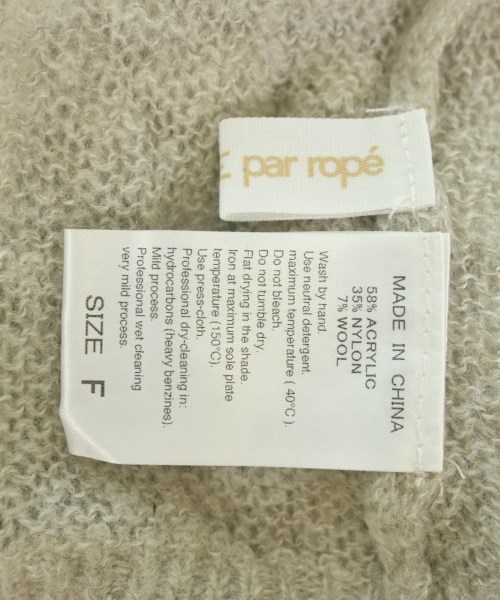 par ropé
MADE IN CHINA
58% ACRYLIC
35% NYLON
7% WOOL
Wash by hand.
Use neutral detergent.
maximum temperature ( 40°C ).
Do not bleach.
Do not tumble dry.
Flat drying in the shade.
Iron at maximum sole plate
temperature (150°C).
Use press-cloth.
Professional dry-cleaning in:
hydrocarbons (heavy benzines).
Mild process.
Professional wet cleaning
very mild process.
SIZE F